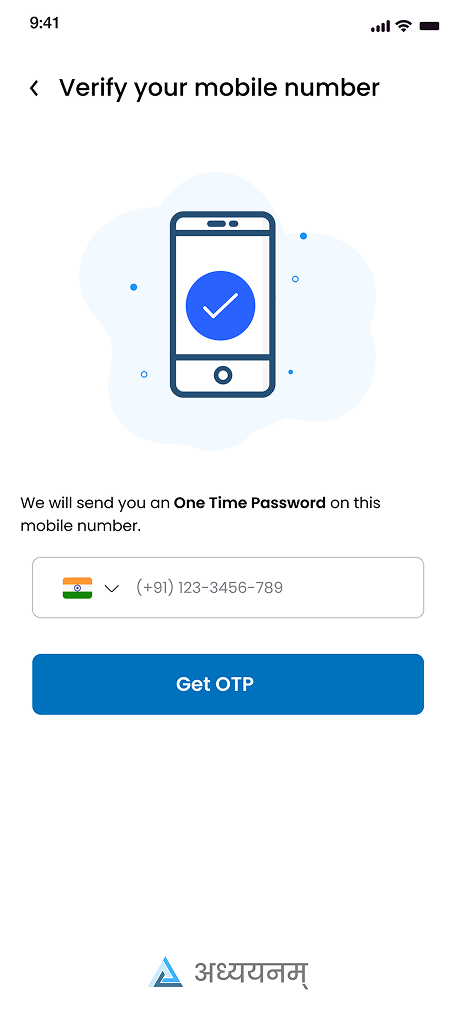 9:41
Verify your mobile number
We will send you an One Time Password on this
mobile number.
(+91) 123-3456-789
Get OTP
अध्ययनम्